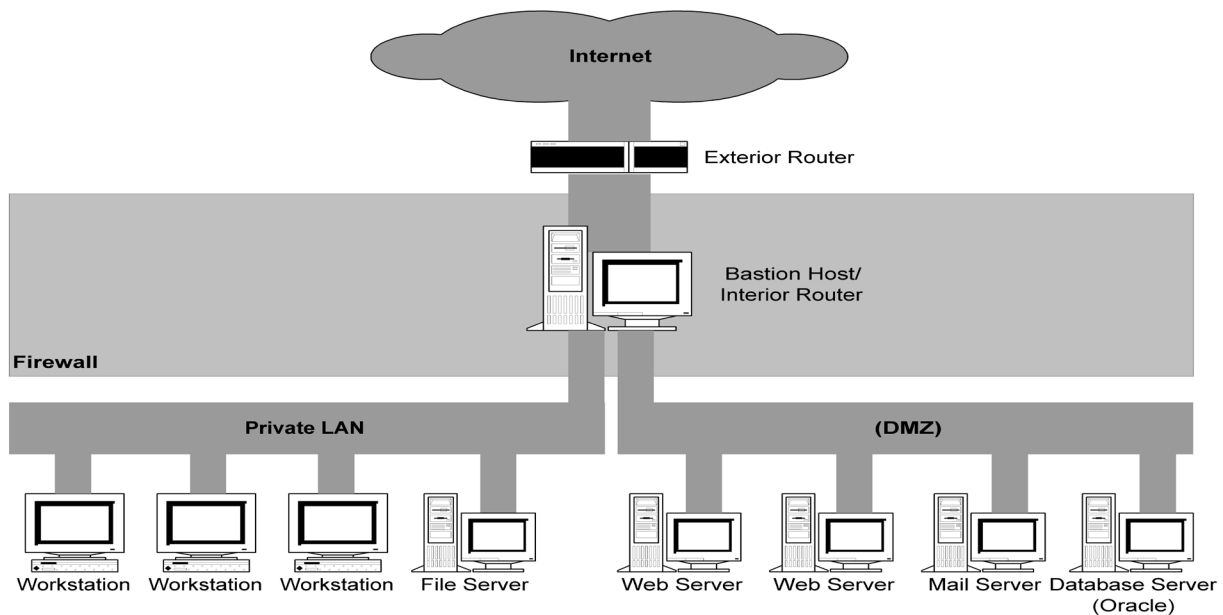 Internet
Exterior Router
Bastion Host/
Interior Router
Firewall
Private LAN
(DMZ)
Workstation
Workstation
Workstation
File Server
Web Server
Web Server
Mail Server
Database Server
(Oracle)